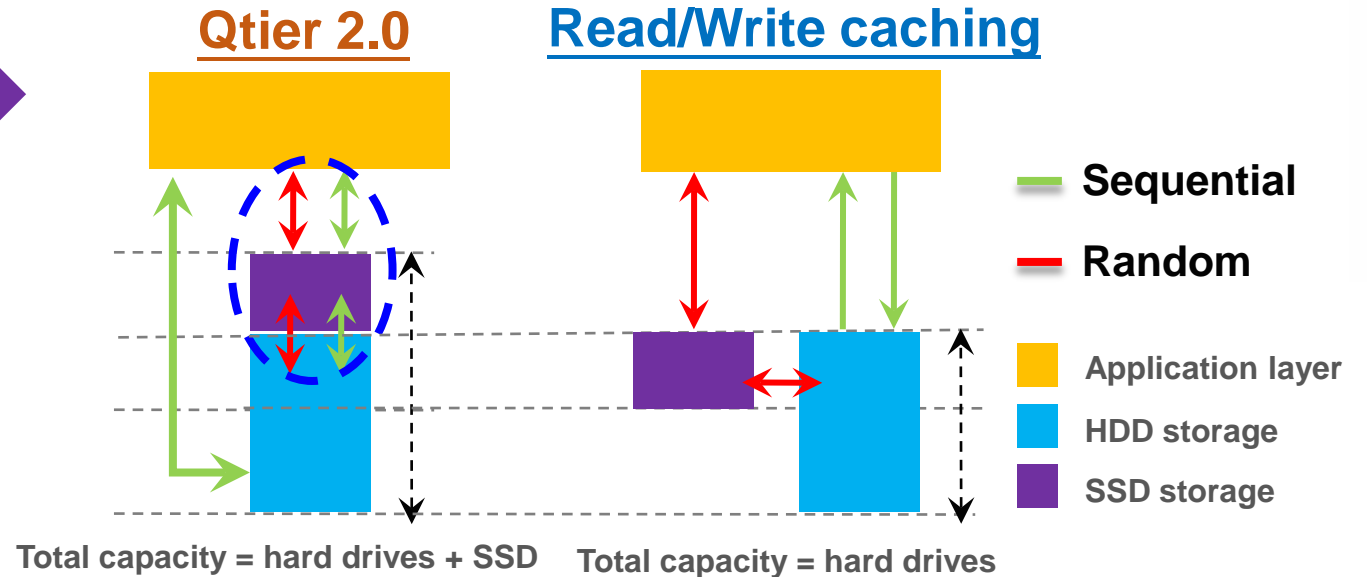 Qtier 2.0
Read/Write caching
Sequential
Random
Application layer
HDD storage
SSD storage
Total capacity = hard drives + SSD
Total capacity = hard drives